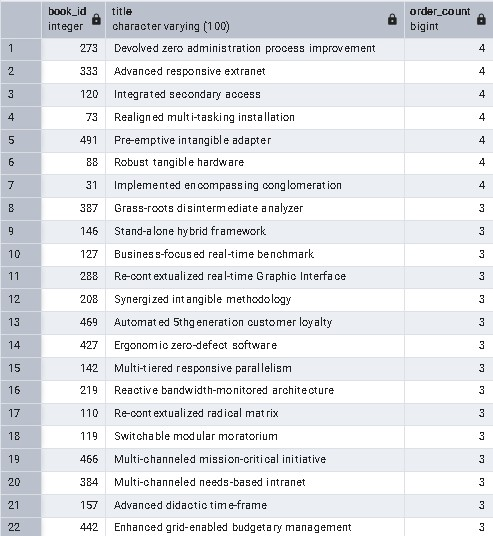 book_id title order_count
integer character varying (100) bigint
1 273 Devolved zero administration process improvement 4
2 333 Advanced responsive extranet 4
3 120 Integrated secondary access 4
4 73 Realigned multi-tasking installation 4
5 491 Pre-emptive intangible adapter 4
6 88 Robust tangible hardware 4
7 31 Implemented encompassing conglomeration 4
8 387 Grass-roots disintermediate analyzer 3
9 146 Stand-alone hybrid framework 3
10 127 Business-focused real-time benchmark 3
11 288 Re-contextualized real-time Graphic Interface 3
12 208 Synergized intangible methodology 3
13 469 Automated 5thgeneration customer loyalty 3
14 427 Ergonomic zero-defect software 3
15 142 Multi-tiered responsive parallelism 3
16 219 Reactive bandwidth-monitored architecture 3
17 110 Re-contextualized radical matrix 3
18 119 Switchable modular moratorium 3
19 466 Multi-channeled mission-critical initiative 3
20 384 Multi-channeled needs-based intranet 3
21 157 Advanced didactic time-frame 3
22 442 Enhanced grid-enabled budgetary management 3